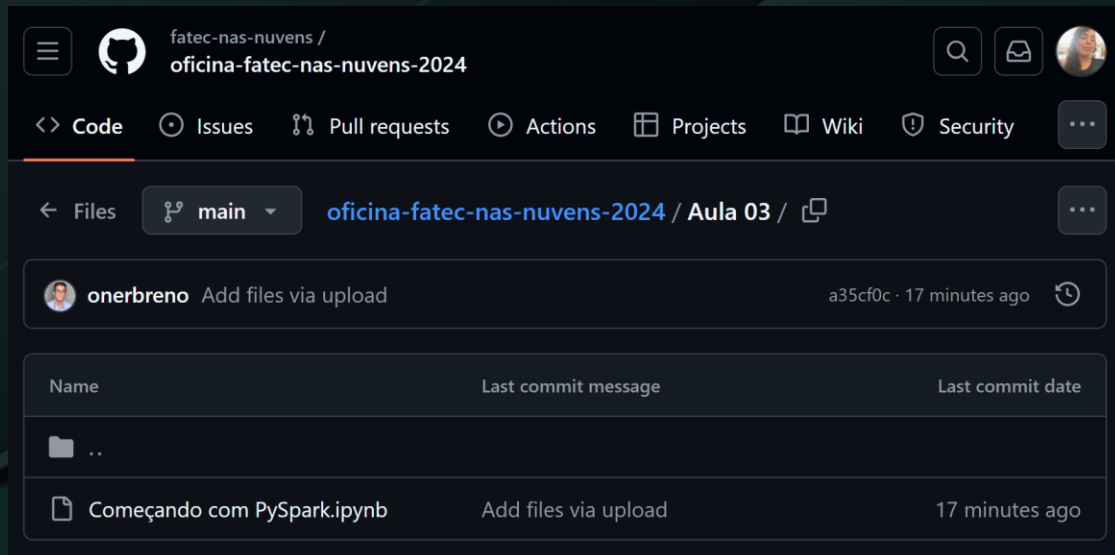 fatec-nas-nuvens /
oficina-fatec-nas-nuvens-2024
Code Issues Pull requests Actions Projects Wiki Security
Files main oficina-fatec-nas-nuvens-2024 / Aula 03 /
onerbreno Add files via upload a35cf0c · 17 minutes ago
Name Last commit message Last commit date
..
Começando com PySpark.ipynb Add files via upload 17 minutes ago